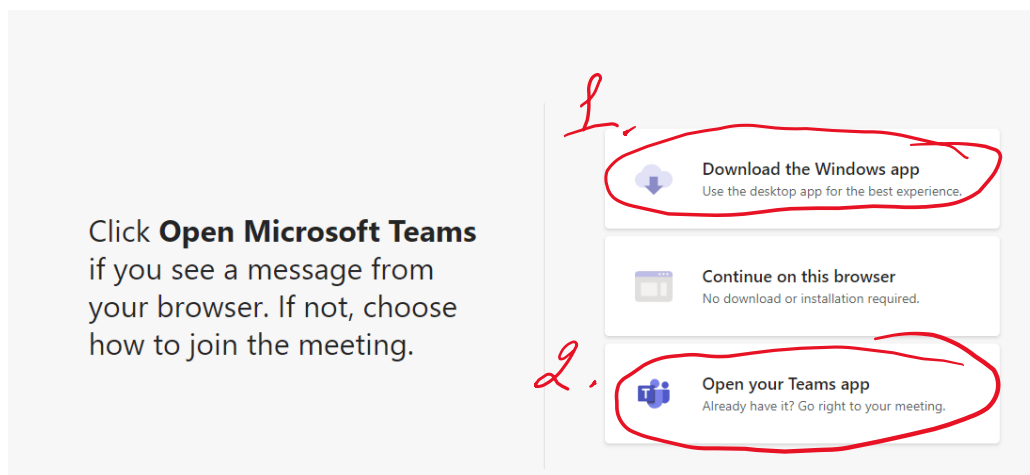 Click Open Microsoft Teams
if you see a message from
your browser. If not, choose
how to join the meeting.
1.
Download the Windows app
Use the desktop app for the best experience.
Continue on this browser
No download or installation required.
2.
Open your Teams app
Already have it? Go right to your meeting.